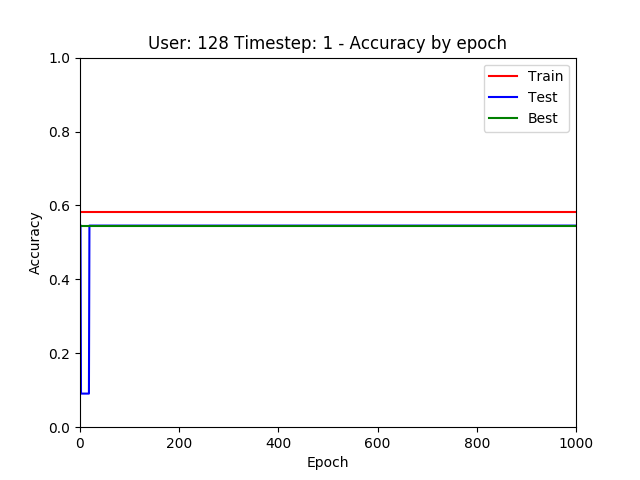 User: 128 Timestep: 1 - Accuracy by epoch
1.0
0.8
0.6
0.4
0.2
0.0
Accuracy
Train
Test
Best
0 200 400 600 800 1000
Epoch